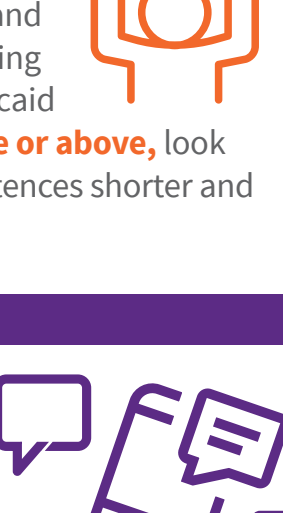 and
ing
caid
e or above, look
tences shorter and